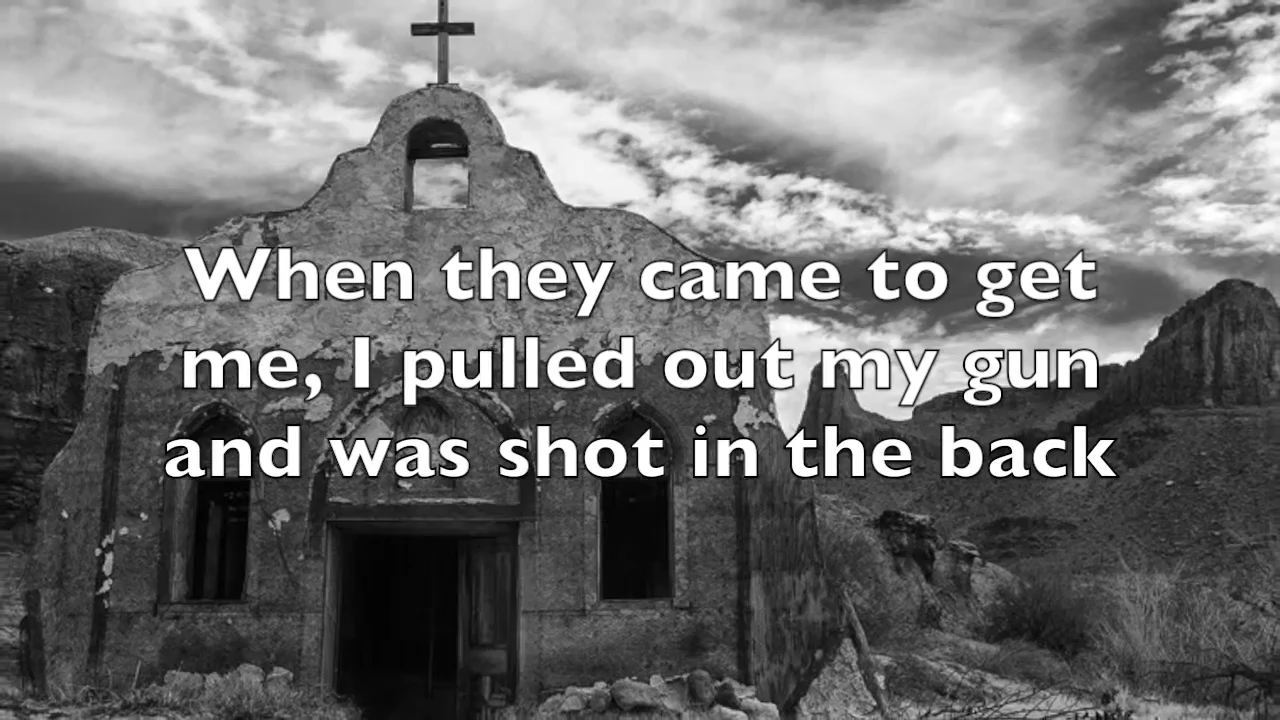 When they came to get
me, I pulled out my gun
and was shot in the back